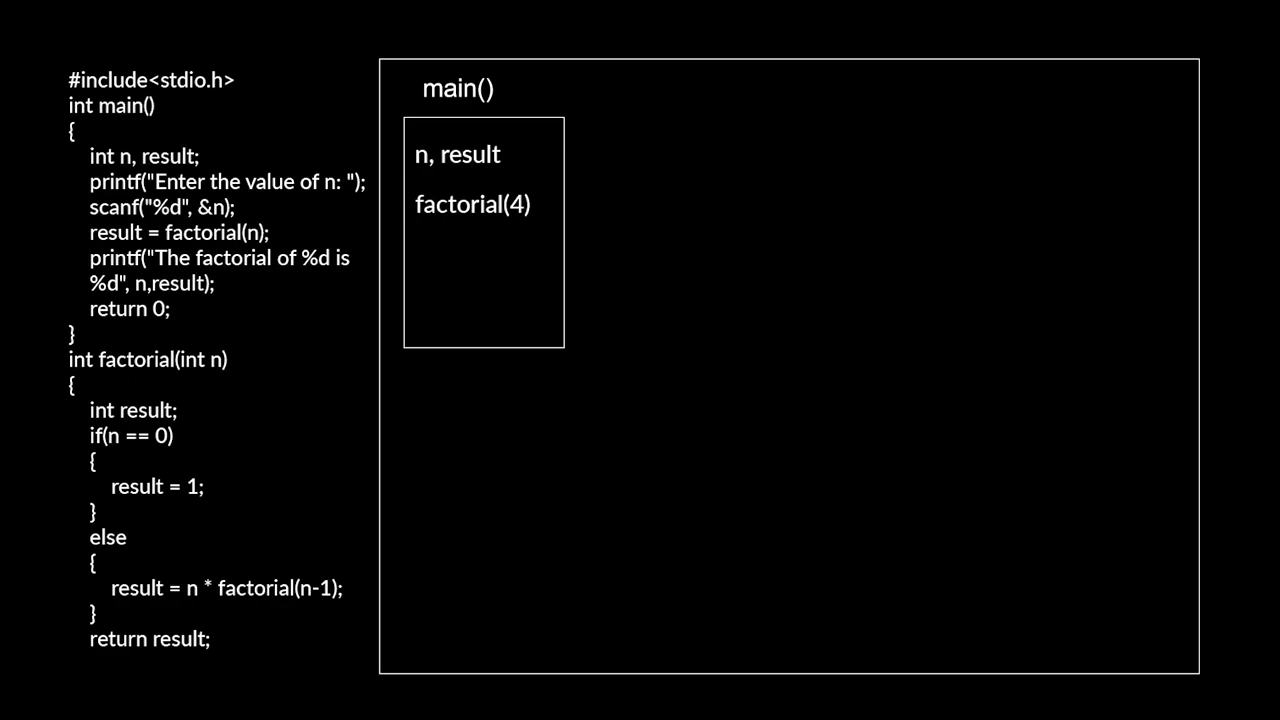 #include<stdio.h>
int main()
{
int n, result;
printf("Enter the value of n: ");
scanf("%d", &n);
result = factorial(n);
printf("The factorial of %d is
%d", n,result);
return 0;
}
int factorial(int n)
{
int result;
if(n == 0)
{
result = 1;
}
else
{
result = n * factorial(n-1);
}
return result;
main()
n, result
factorial(4)